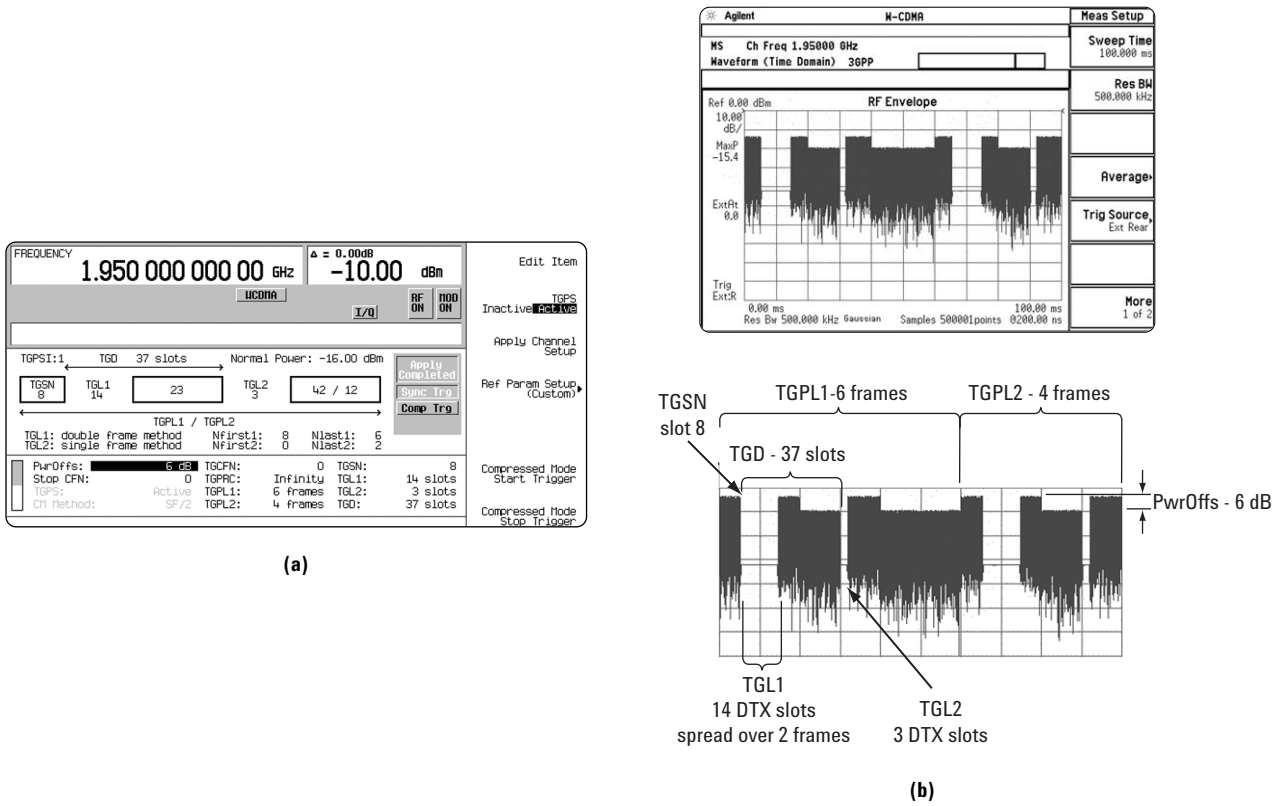 FREQUENCY
1.950 000 000 00 GHz
Δ = 0.00dB
-10.00 dBm
WCDMA
I/Q
RF ON
MOD ON
TGPSI:1 TGD 37 slots Normal Power: -16.00 dBm
TGSN 8
TGL1 14
23
TGL2 3
42 / 12
TGPL1 / TGPL2
TGL1: double frame method Nfirst1: 8 Nlast1: 6
TGL2: single frame method Nfirst2: 0 Nlast2: 2
Apply Completed
Sync Trg
Comp Trg
PwrOffs: 6 dB TGCFN: 0 TGSN: 8
Stop CFN: 0 TGPRC: Infinity TGL1: 14 slots
TGPS: Active TGPL1: 6 frames TGL2: 3 slots
CM Method: SF/2 TGPL2: 4 frames TGD: 37 slots
Edit Item
TGPS
Inactive Active
Apply Channel
Setup
Ref Param Setup
(Custom)
Compressed Mode
Start Trigger
Compressed Mode
Stop Trigger
(a)
Agilent W-CDMA
MS Ch Freq 1.95000 GHz
Waveform (Time Domain) 3GPP
Ref 0.00 dBm RF Envelope
10.00
dB/
MaxP
-15.4
ExtAt
0.0
Trig
Ext:R
0.00 ms 100.00 ms
Res Bw 500.000 kHz Gaussian Samples 500001points @200.00 ns
Meas Setup
Sweep Time
100.000 ms
Res BW
500.000 kHz
Average
Trig Source
Ext Rear
More
1 of 2
TGSN
slot 8
TGPL1-6 frames
TGPL2 - 4 frames
TGD - 37 slots
PwrOffs - 6 dB
TGL1
14 DTX slots
spread over 2 frames
TGL2
3 DTX slots
(b)